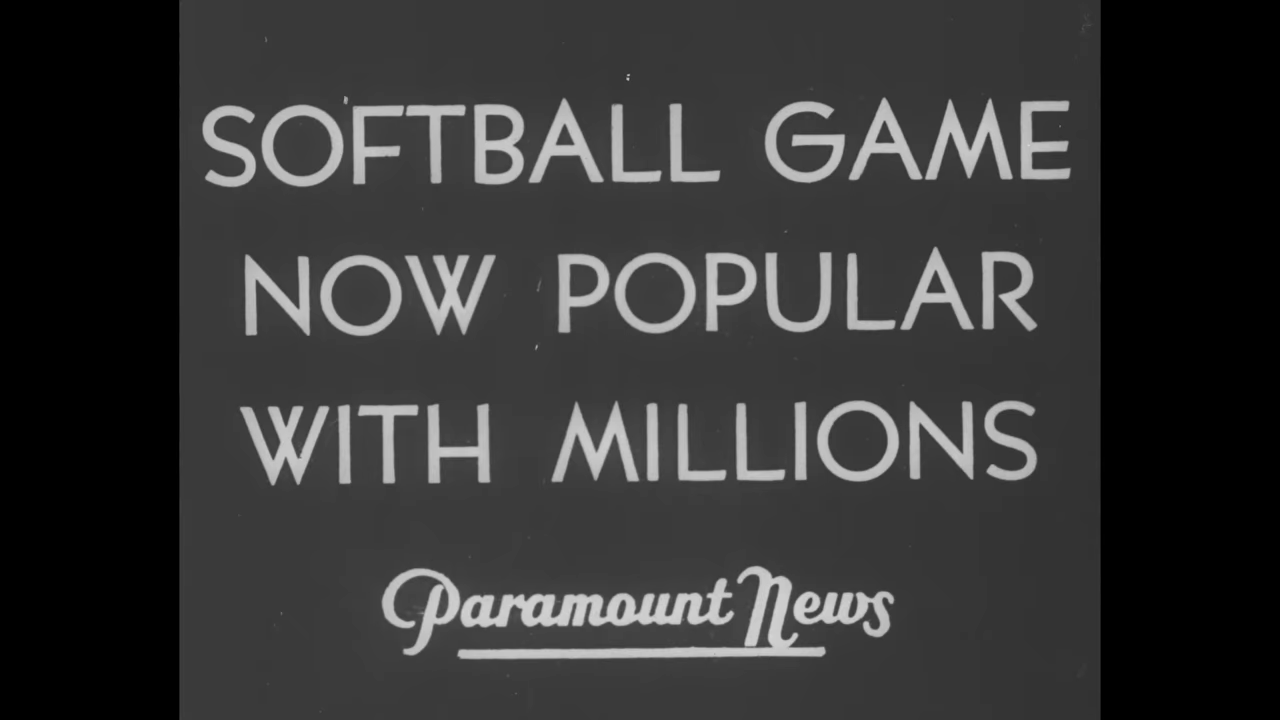 SOFTBALL GAME
NOW POPULAR
WITH MILLIONS
Paramount News